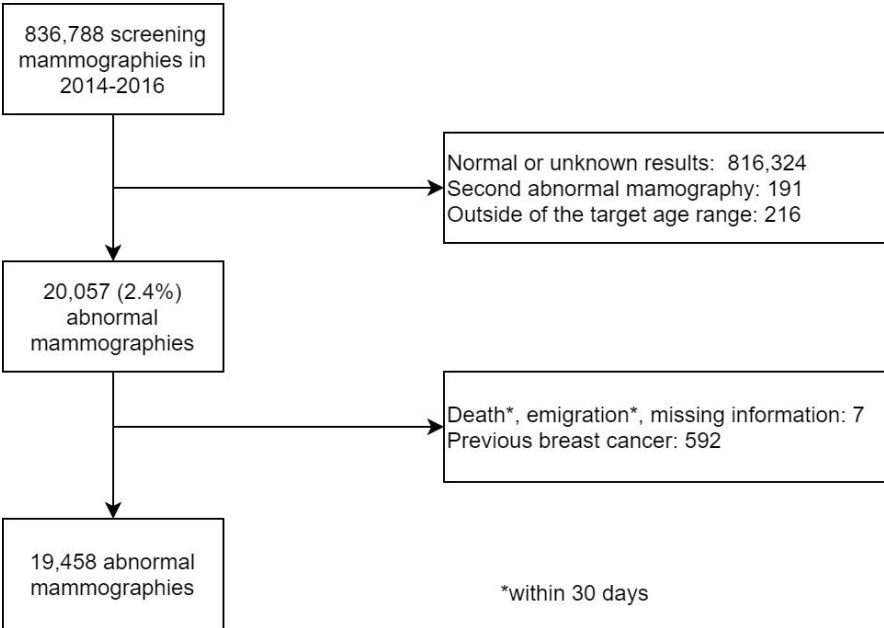 836,788 screening
mammographies in
2014-2016
Normal or unknown results: 816,324
Second abnormal mamography: 191
Outside of the target age range: 216
20,057 (2.4%)
abnormal
mammographies
Death*, emigration*, missing information: 7
Previous breast cancer: 592
19,458 abnormal
mammographies
*within 30 days